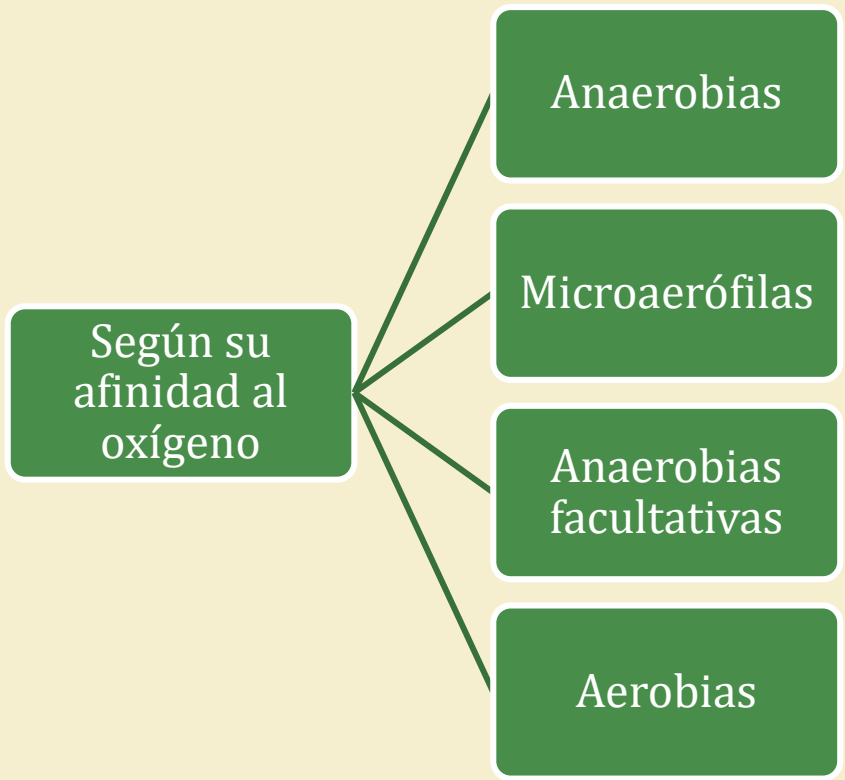 Según su
afinidad al
oxígeno
Anaerobias
Microaerófilas
Anaerobias
facultativas
Aerobias